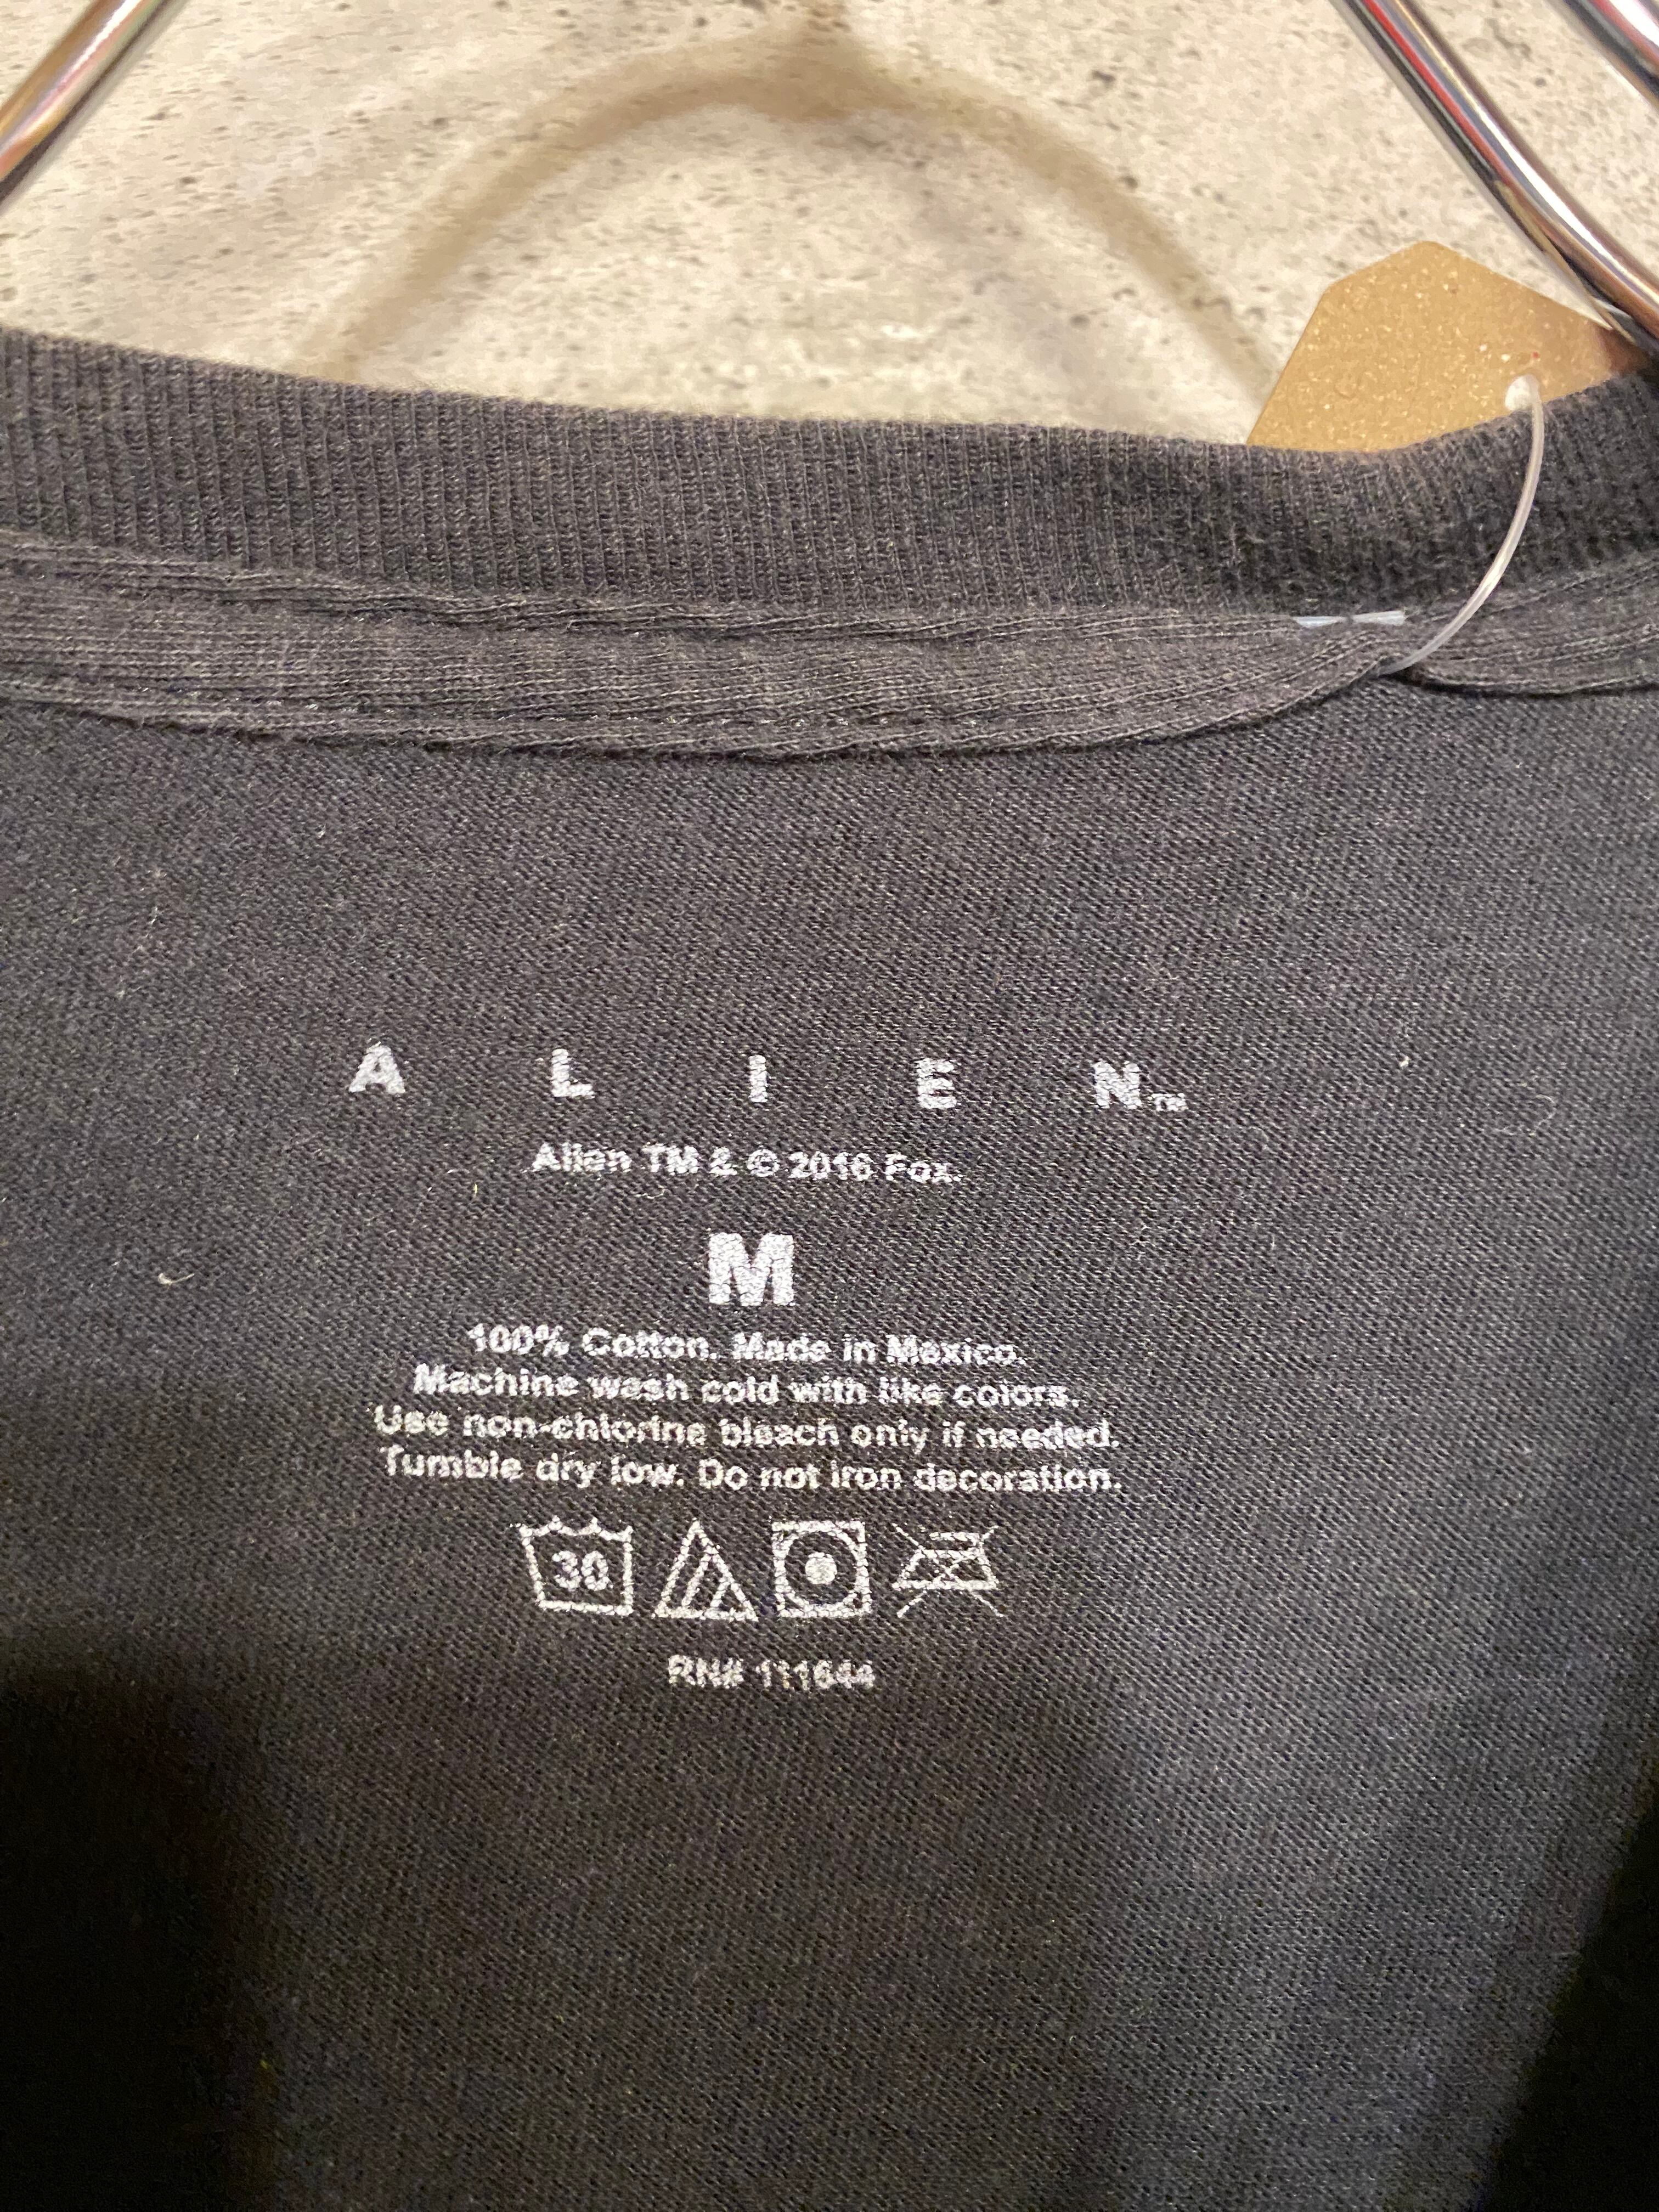 A L I E N™
Alien TM & © 2016 Fox.
M
100% Cotton. Made in Mexico.
Machine wash cold with like colors.
Use non-chlorine bleach only if needed.
Tumble dry low. Do not iron decoration.
30
RN# 111644